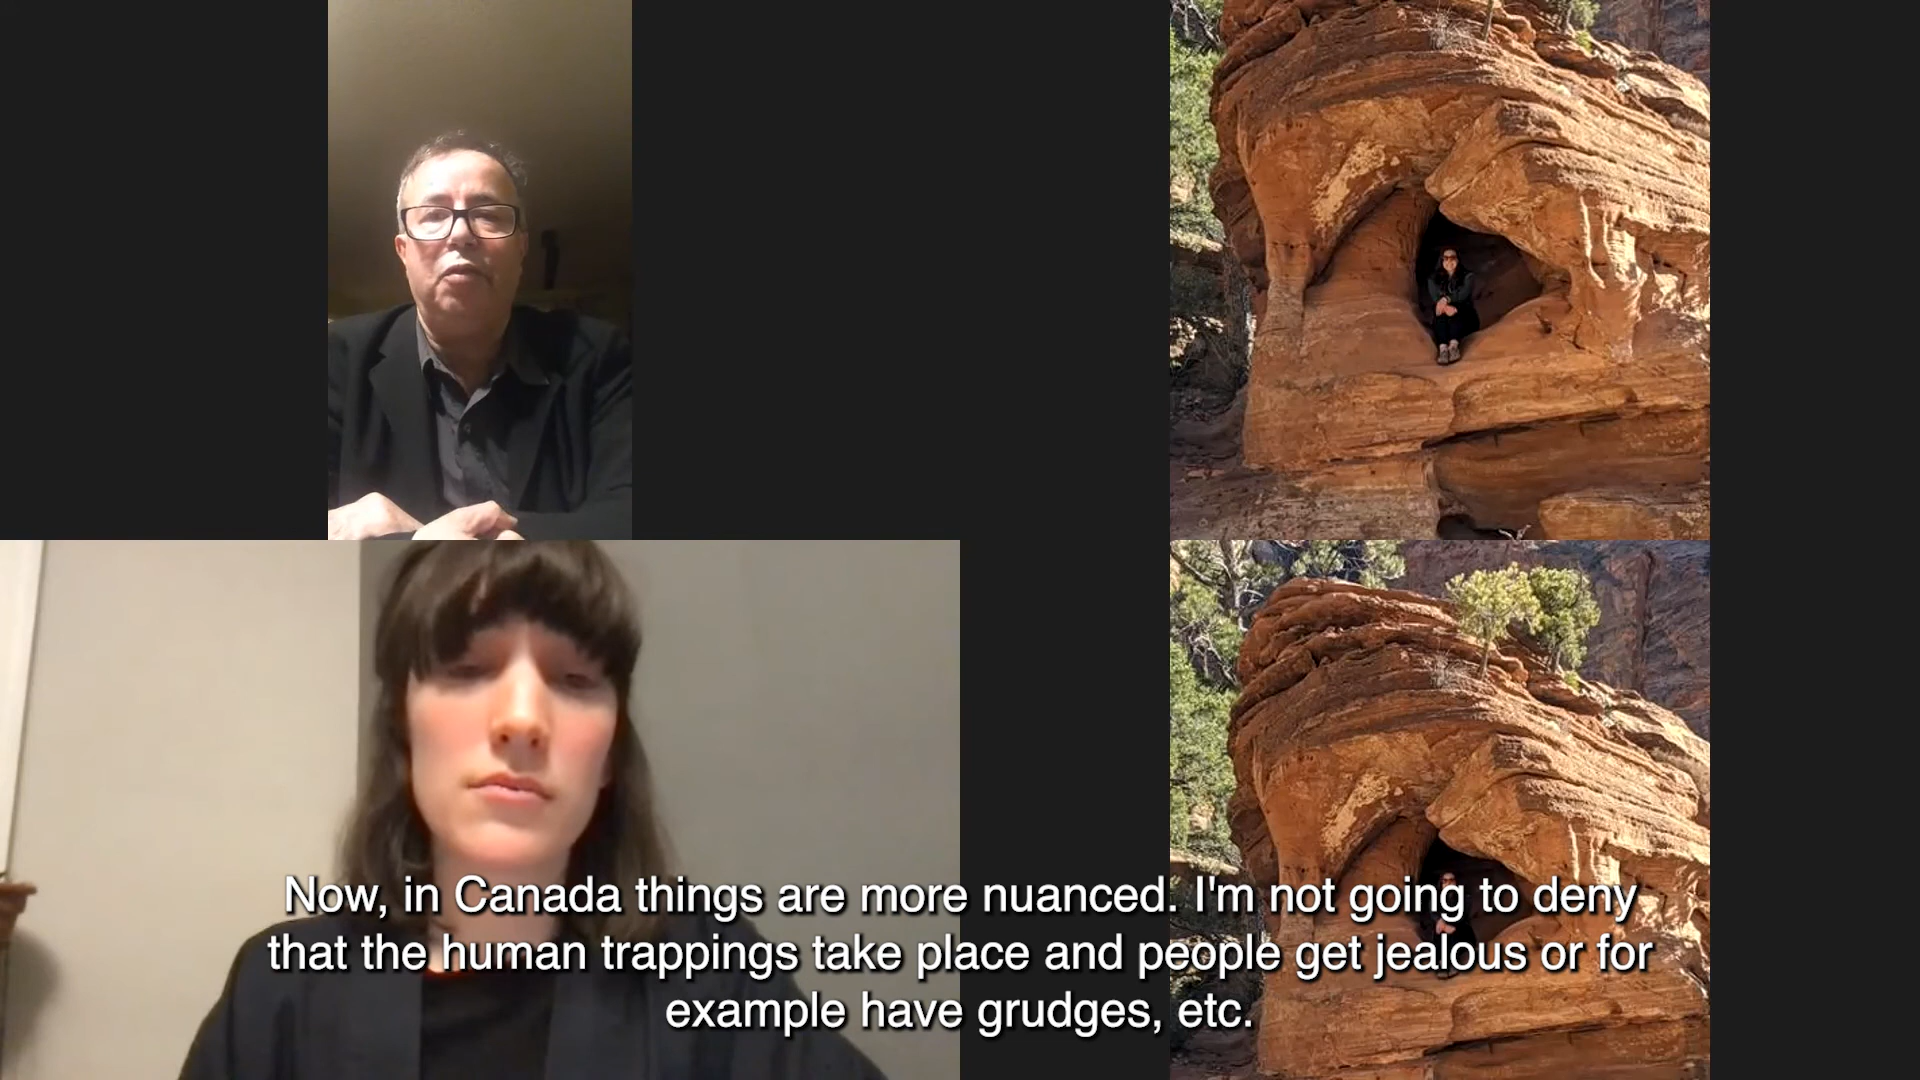 Now, in Canada things are more nuanced. I'm not going to deny
that the human trappings take place and people get jealous or for
example have grudges, etc.